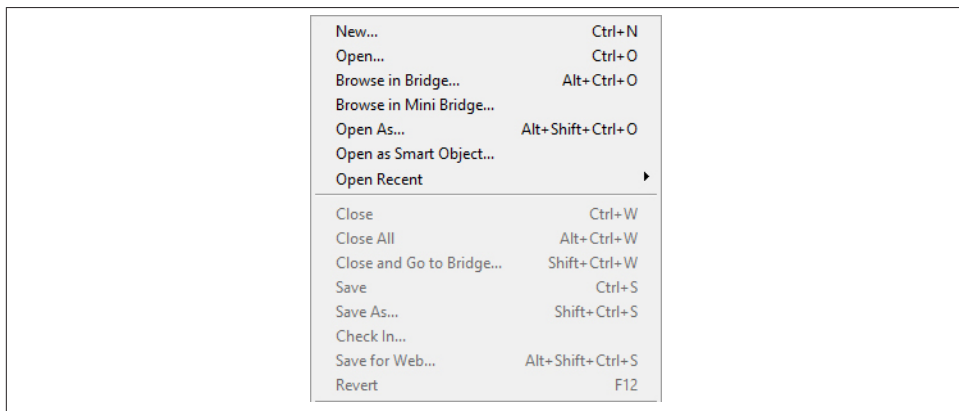 New... Ctrl+N
Open... Ctrl+O
Browse in Bridge... Alt+Ctrl+O
Browse in Mini Bridge...
Open As... Alt+Shift+Ctrl+O
Open as Smart Object...
Open Recent
Close Ctrl+W
Close All Alt+Ctrl+W
Close and Go to Bridge... Shift+Ctrl+W
Save Ctrl+S
Save As... Shift+Ctrl+S
Check In...
Save for Web... Alt+Shift+Ctrl+S
Revert F12